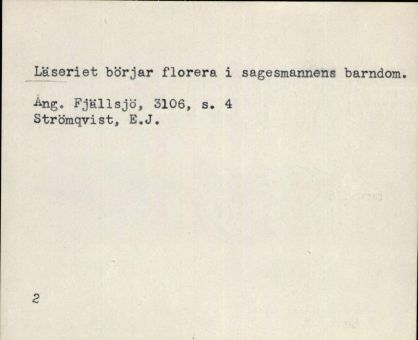 Läseriet börjar florera i sagesmannens barndom.
Ång. Fjällsjö, 3106, s. 4
Strömqvist, E.J.
2